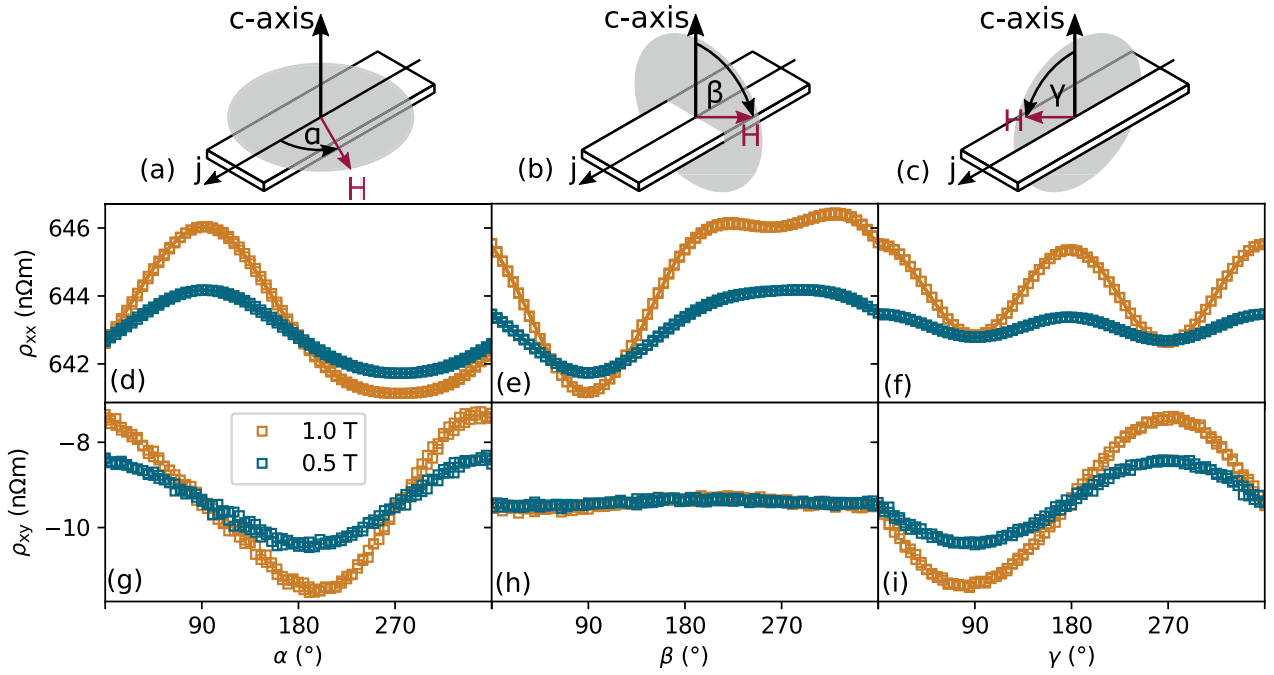 c-axis
c-axis
c-axis
α
β
γ
H
H
H
(a)
(b)
(c)
j
j
j
646
644
642
ρxx (nΩm)
(d)
(e)
(f)
−8
−10
ρxy (nΩm)
1.0 T
0.5 T
(g)
(h)
(i)
90 180 270
90 180 270
90 180 270
α (°)
β (°)
γ (°)